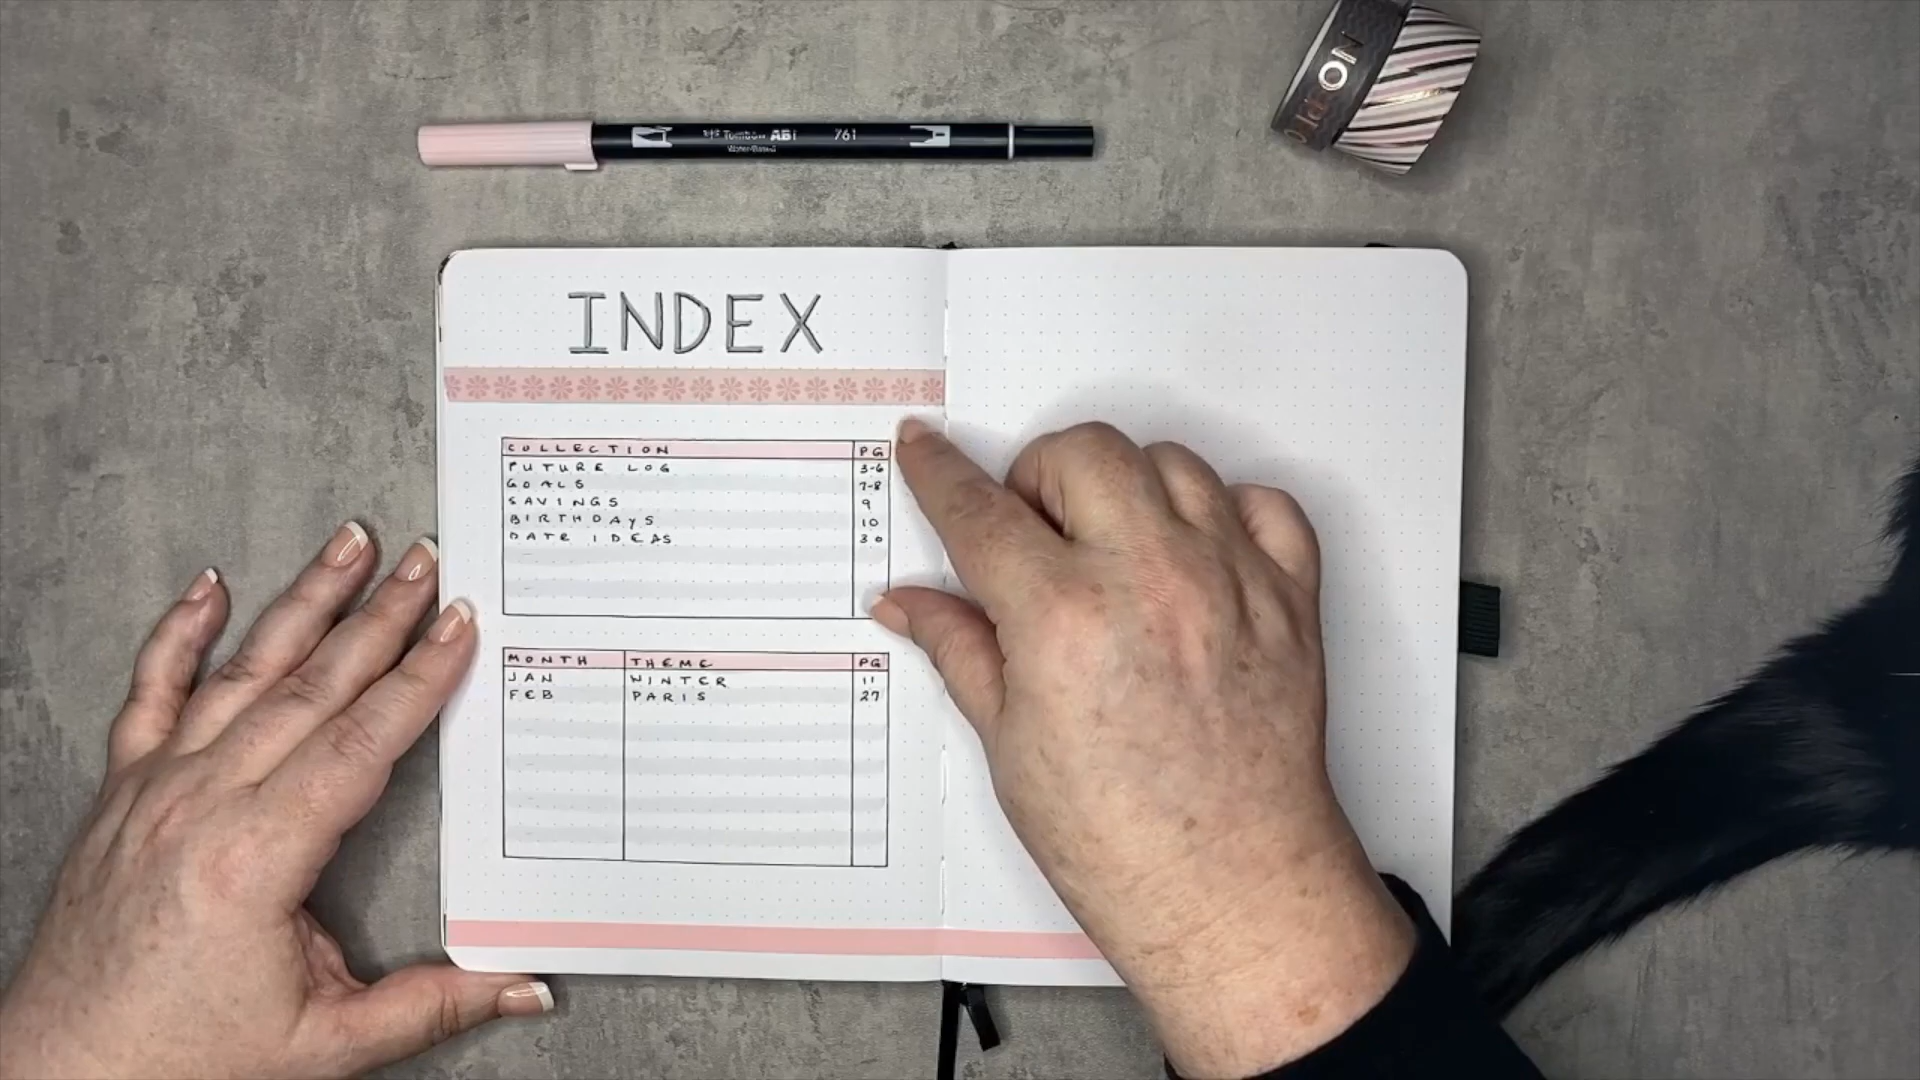 Tombow ABT 761
INDEX
COLLECTION PG
FUTURE LOG 3-6
GOALS 7-8
SAVINGS 9
BIRTHDAYS 10
DATE IDEAS 30
MONTH THEME PG
JAN WINTER 11
FEB PARIS 27